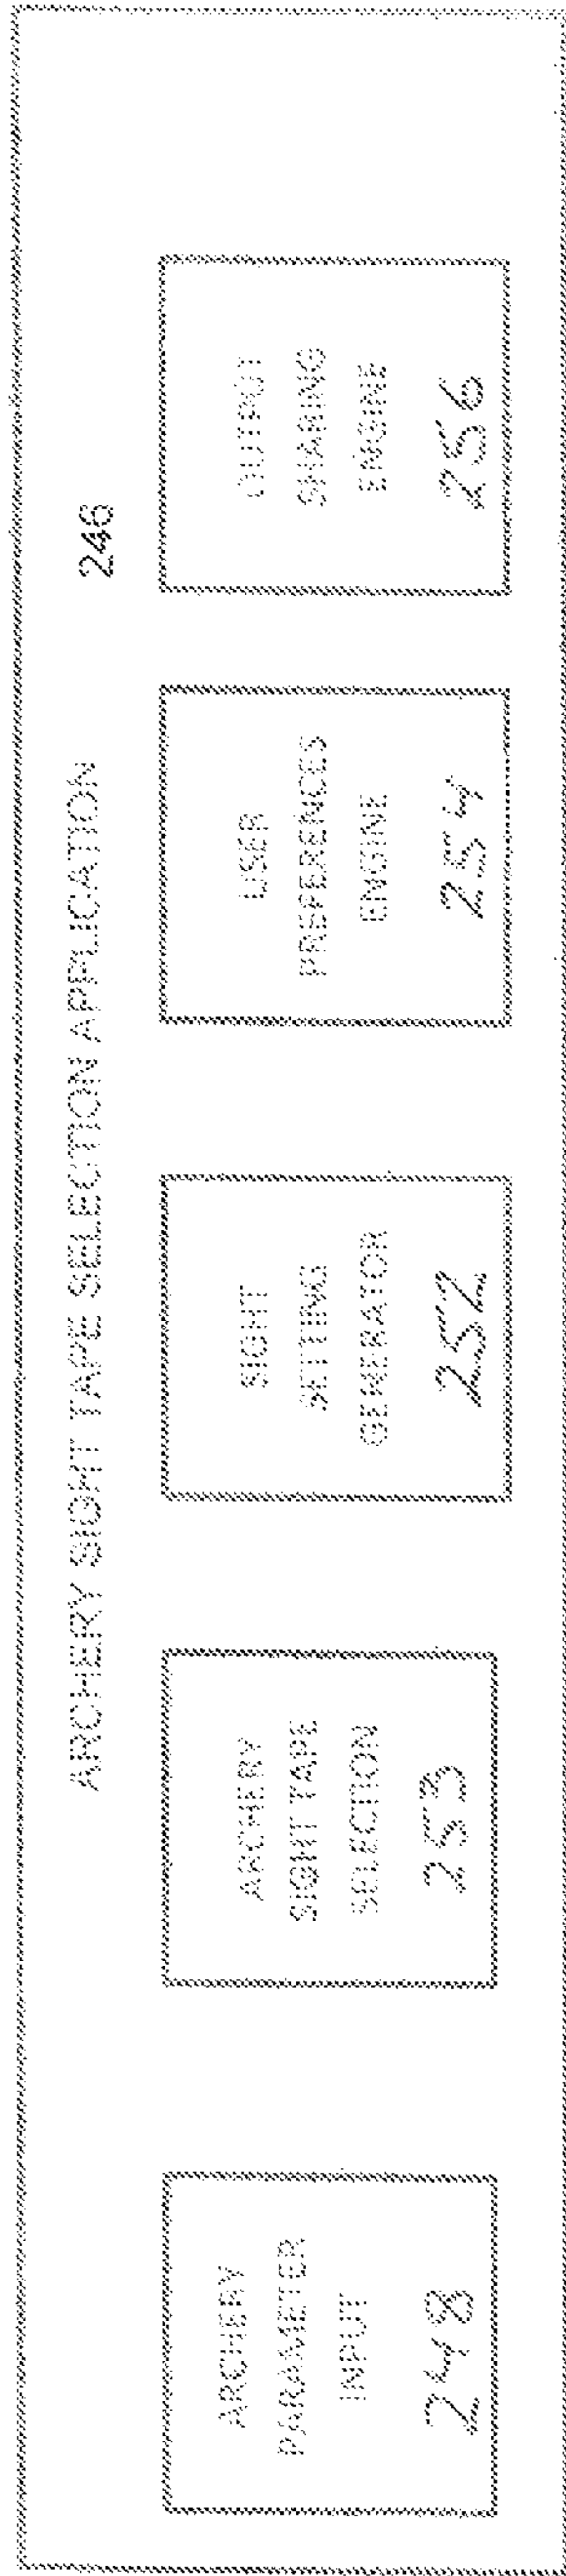 ARCHERY SIGHT TAPE SELECTION APPLICATION
246
ARCHERY
PARAMETER
INPUT
248
ARCHERY
SIGHT TAPE
SELECTION
253
SIGHT
SETTING
GENERATOR
252
USER
PREFERENCES
ENGINE
254
OUTPUT
SHARING
ENGINE
256